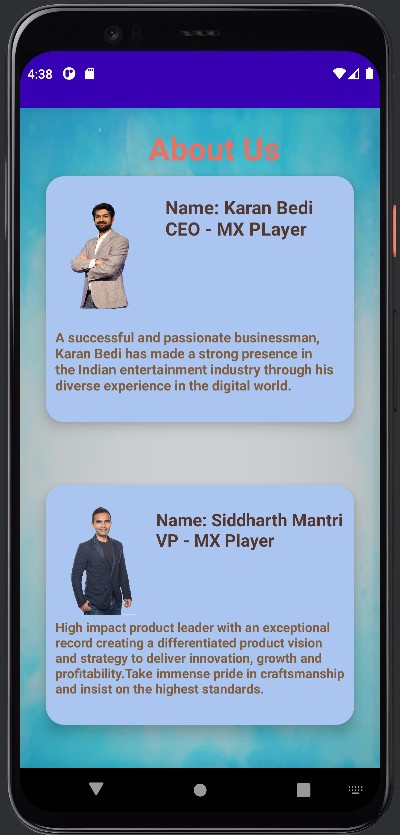 4:38
About Us
Name: Karan Bedi
CEO - MX PLayer
A successful and passionate businessman,
Karan Bedi has made a strong presence in
the Indian entertainment industry through his
diverse experience in the digital world.
Name: Siddharth Mantri
VP - MX Player
High impact product leader with an exceptional
record creating a differentiated product vision
and strategy to deliver innovation, growth and
profitability.Take immense pride in craftsmanship
and insist on the highest standards.